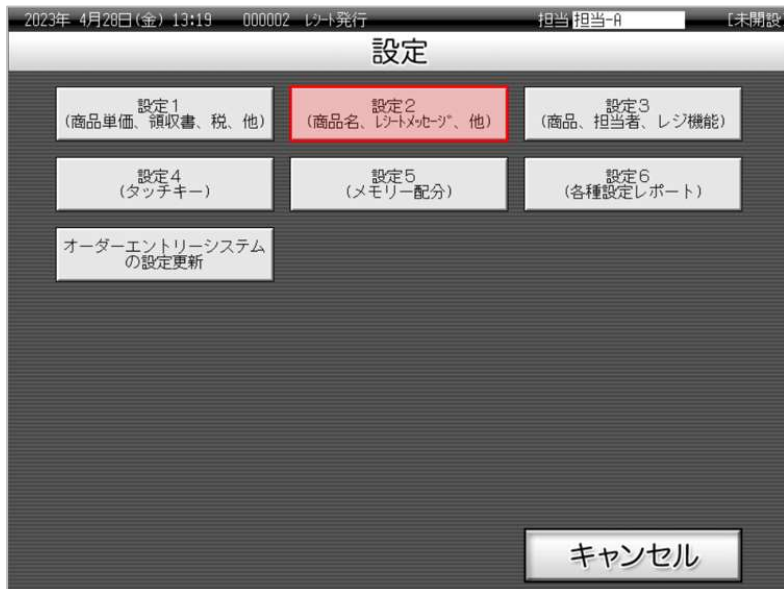 2023年 4月28日(金) 13:19 000002 ﾚｼｰﾄ発行 担当 担当-A [未開設
設定
設定1
(商品単価、領収書、税、他)
設定2
(商品名、ﾚｼｰﾄﾒｯｾｰｼﾞ、他)
設定3
(商品、担当者、レジ機能)
設定4
(タッチキー)
設定5
(メモリー配分)
設定6
(各種設定レポート)
オーダーエントリーシステム
の設定更新
キャンセル